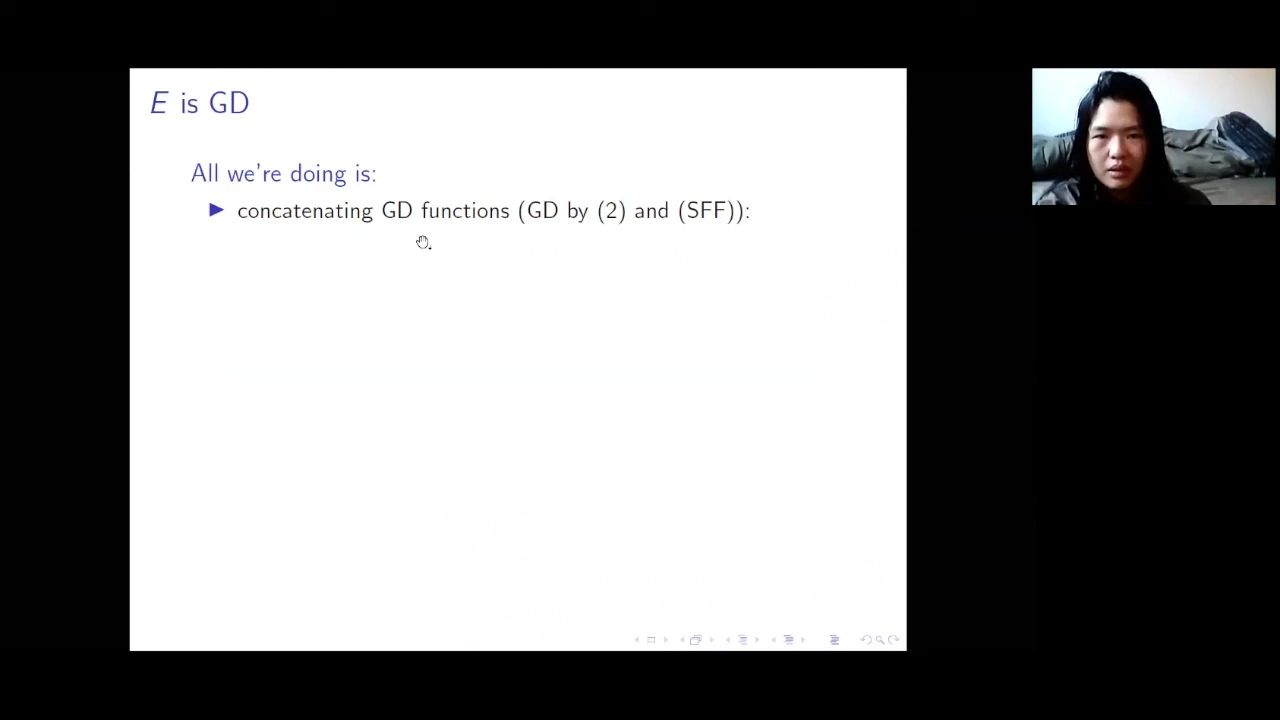 E is GD
All we're doing is:
▶ concatenating GD functions (GD by (2) and (SFF)):